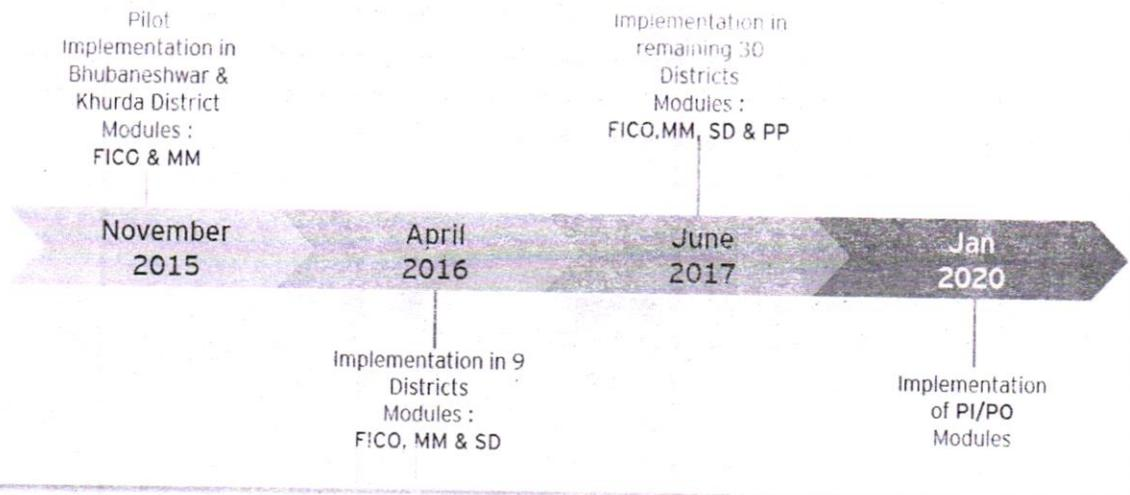 Pilot
Implementation in
Bhubaneshwar &
Khurda District
Modules :
FICO & MM
Implementation in
remaining 30
Districts
Modules :
FICO,MM, SD & PP
November
2015
April
2016
June
2017
Jan
2020
Implementation in 9
Districts
Modules :
FICO, MM & SD
Implementation
of PI/PO
Modules